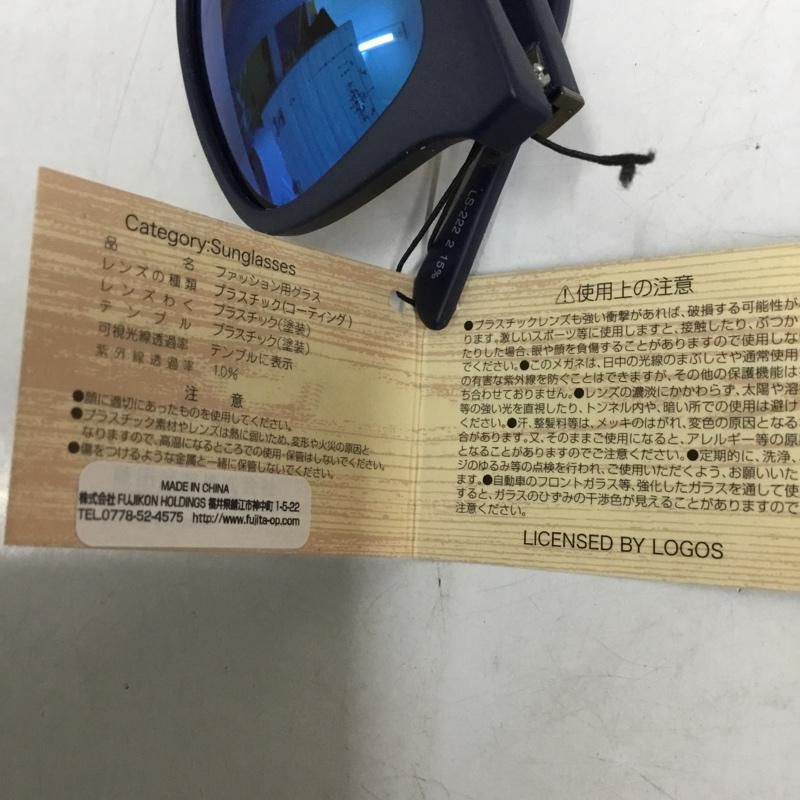 LS-222 2 15%
Category:Sunglasses
品 名 ファッション用グラス
レンズの種類 プラスチック(コーティング)
レンズわく プラスチック(塗装)
テンプル プラスチック(塗装)
可視光線透過率 テンプルに表示
紫外線透過率 1.0%
注 意
●顔に適切にあったものを使用してください。
●プラスチック素材やレンズは熱に弱いため、変形や火災の原因と
なりますので、高温になるところでの使用・保管はしないでください。
●傷をつけるような金属と一緒に保管しないでください。
MADE IN CHINA
株式会社 FUJIKON HOLDINGS 福井県鯖江市神中町 1-5-22
TEL.0778-52-4575 http://www.fujita-op.com
⚠使用上の注意
●プラスチックレンズも強い衝撃があれば、破損する可能性が
ります。激しいスポーツ等に使用しますと、接触したり、ぶつか
たりした場合、眼や顔を負傷することがありますので使用しな
でください。●このメガネは、日中の光線のまぶしさや通常使用
の有害な紫外線を防ぐことはできますが、その他の保護機能は
ち合わせておりません。●レンズの濃淡にかかわらず、太陽や溶
等の強い光を直視したり、トンネル内や、暗い所での使用は避け
ください。●汗、整髪料等は、メッキのはがれ、変色の原因となる
合があります。又、そのままご使用になると、アレルギー等の原
となることがありますのでご注意ください。●定期的に、洗浄、
ジのゆるみ等の点検を行われ、ご使用いただくよう、お願いいた
ます。●自動車のフロントガラス等、強化したガラスを通して使
すると、ガラスのひずみの干渉色が見えることがありますので
注意ください。
LICENSED BY LOGOS